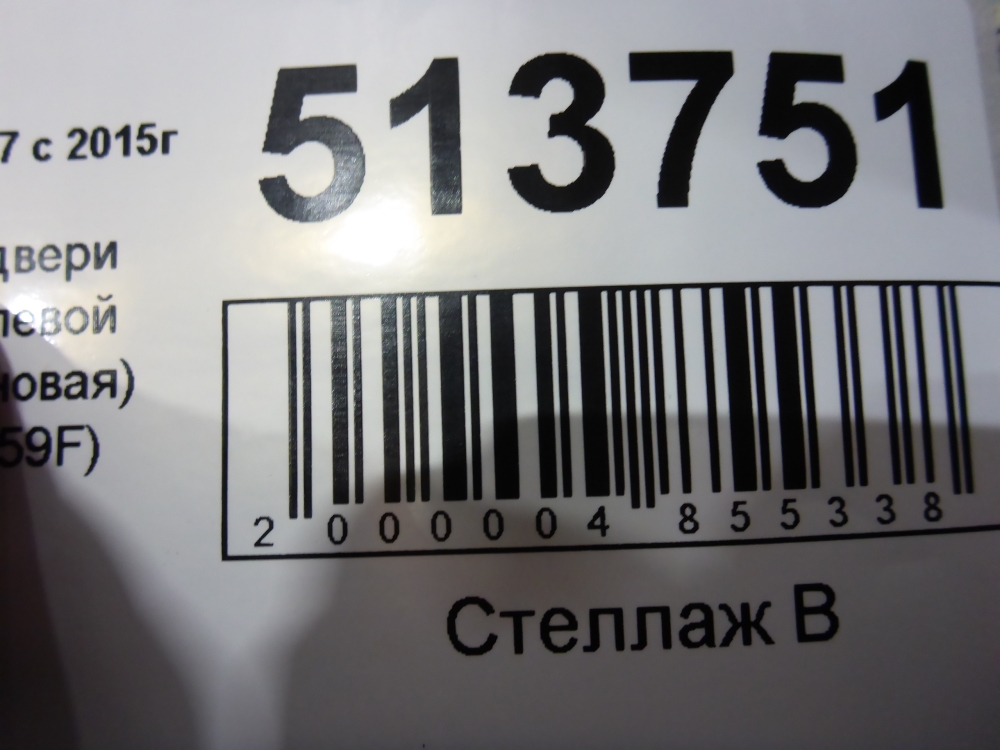 513751
7 с 2015г
двери
левой
новая)
59F)
2 000004 855338
Стеллаж В